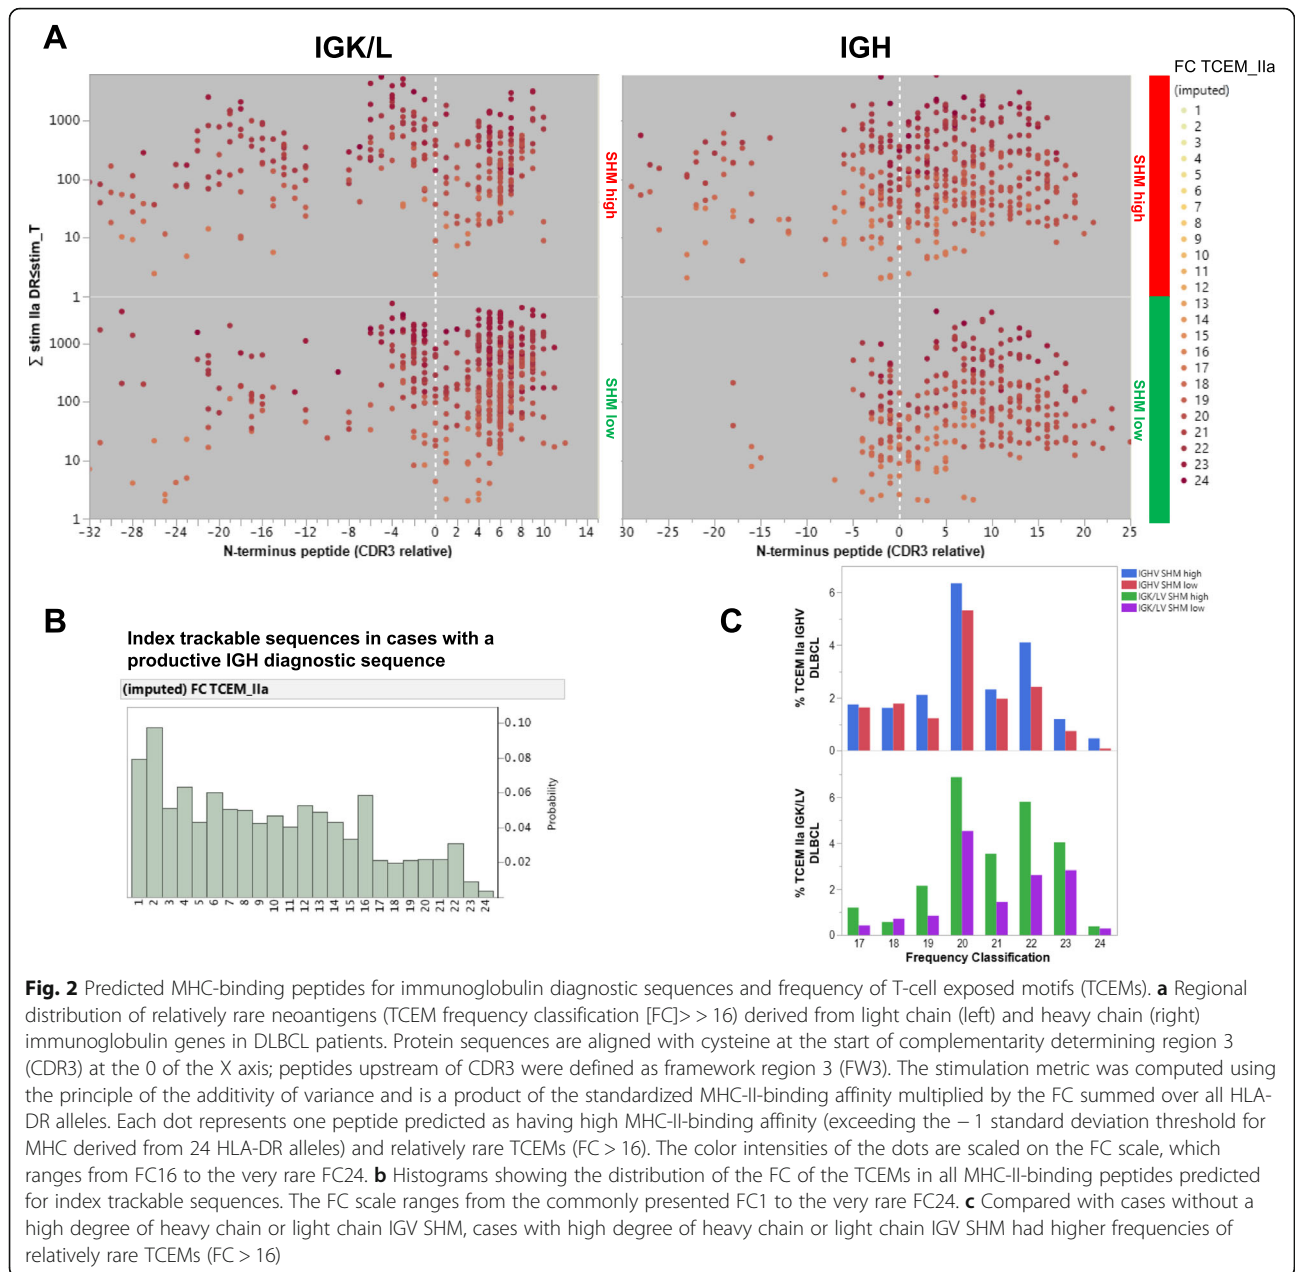 A
IGK/L
IGH
FC TCEM_IIa
(imputed)
1
2
3
4
5
6
7
8
9
10
11
12
13
14
15
16
17
18
19
20
21
22
23
24
∑ stim IIa DR≤stim_T
1000
100
10
1
1000
100
10
1
SHM high
SHM low
SHM high
SHM low
−32 −28 −24 −20 −16 −12 −8 −4 0 2 4 6 8 10 14
N-terminus peptide (CDR3 relative)
30 −25 −20 −15 −10 −5 0 5 10 15 20 25
N-terminus peptide (CDR3 relative)
B
Index trackable sequences in cases with a
productive IGH diagnostic sequence
(imputed) FC TCEM_IIa
0.10
0.08
0.06
0.04
0.02
Probability
1 2 3 4 5 6 7 8 9 10 11 12 13 14 15 16 17 18 19 20 21 22 23 24
C
IGHV SHM high
IGHV SHM low
IGK/LV SHM high
IGK/LV SHM low
% TCEM IIa IGHV
DLBCL
6
4
2
0
% TCEM IIa IGK/LV
DLBCL
6
4
2
0
17 18 19 20 21 22 23 24
Frequency Classification
Fig. 2 Predicted MHC-binding peptides for immunoglobulin diagnostic sequences and frequency of T-cell exposed motifs (TCEMs). a Regional
distribution of relatively rare neoantigens (TCEM frequency classification [FC]> > 16) derived from light chain (left) and heavy chain (right)
immunoglobulin genes in DLBCL patients. Protein sequences are aligned with cysteine at the start of complementarity determining region 3
(CDR3) at the 0 of the X axis; peptides upstream of CDR3 were defined as framework region 3 (FW3). The stimulation metric was computed using
the principle of the additivity of variance and is a product of the standardized MHC-II-binding affinity multiplied by the FC summed over all HLA-
DR alleles. Each dot represents one peptide predicted as having high MHC-II-binding affinity (exceeding the − 1 standard deviation threshold for
MHC derived from 24 HLA-DR alleles) and relatively rare TCEMs (FC > 16). The color intensities of the dots are scaled on the FC scale, which
ranges from FC16 to the very rare FC24. b Histograms showing the distribution of the FC of the TCEMs in all MHC-II-binding peptides predicted
for index trackable sequences. The FC scale ranges from the commonly presented FC1 to the very rare FC24. c Compared with cases without a
high degree of heavy chain or light chain IGV SHM, cases with high degree of heavy chain or light chain IGV SHM had higher frequencies of
relatively rare TCEMs (FC > 16)